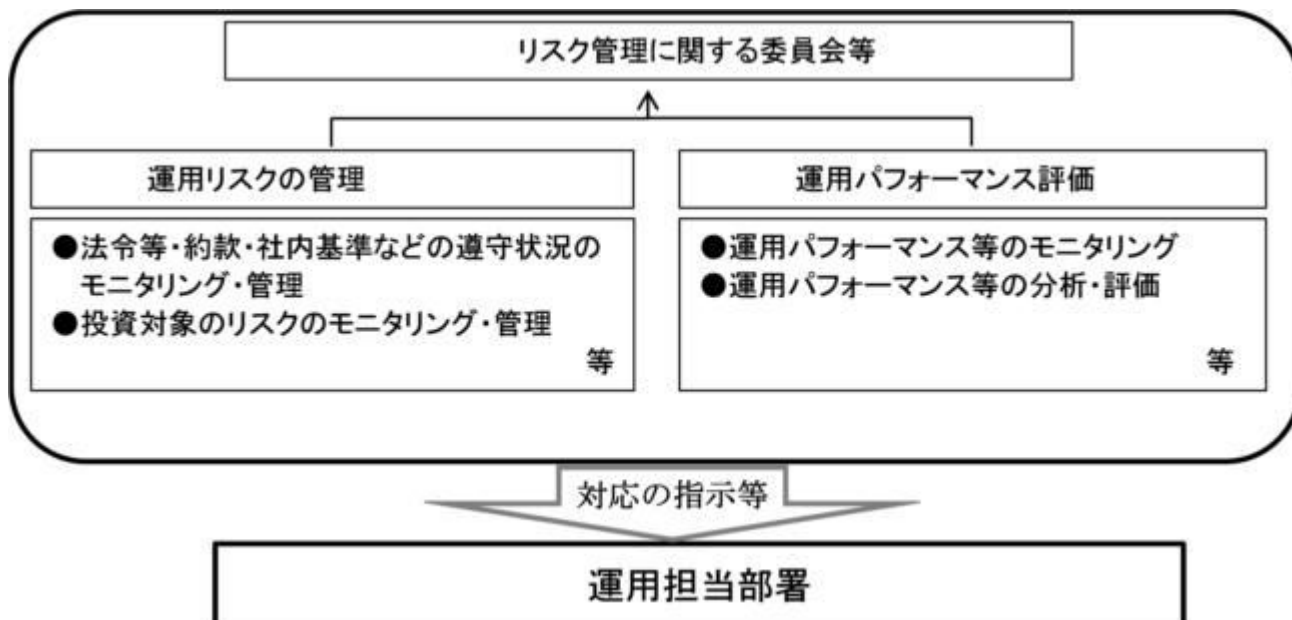 リスク管理に関する委員会等
運用リスクの管理
●法令等・約款・社内基準などの遵守状況の
モニタリング・管理
●投資対象のリスクのモニタリング・管理
等
運用パフォーマンス評価
●運用パフォーマンス等のモニタリング
●運用パフォーマンス等の分析・評価
等
対応の指示等
運用担当部署